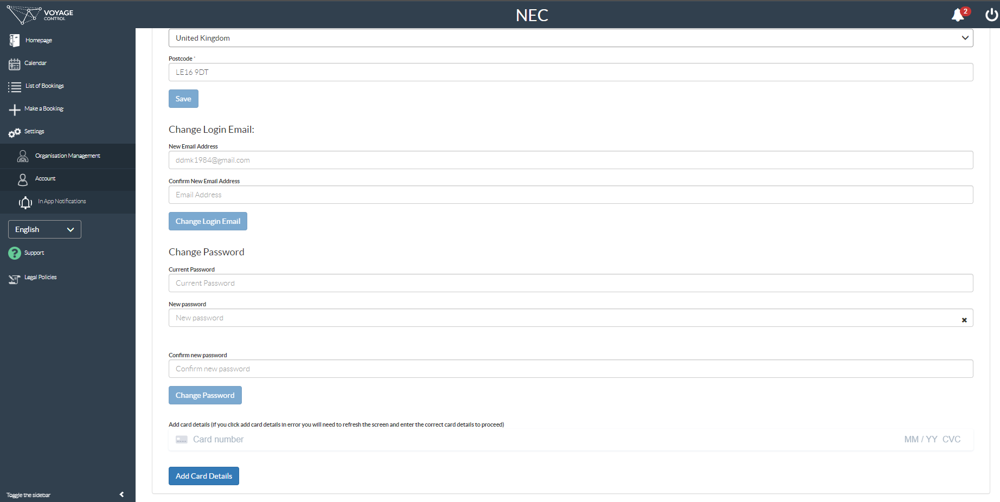 VOYAGE
CONTROL
NEC
2
Homepage
Calendar
List of Bookings
Make a Booking
Settings
Organisation Management
Account
In App Notifications
English
Support
Legal Policies
Toggle the sidebar
United Kingdom
Postcode *
LE16 9DT
Save
Change Login Email:
New Email Address
ddmk1984@gmail.com
Confirm New Email Address
Email Address
Change Login Email
Change Password
Current Password
Current Password
New password
New password
Confirm new password
Confirm new password
Change Password
Add card details (if you click add card details in error you will need to refresh the screen and enter the correct card details to proceed)
Card number
MM / YY CVC
Add Card Details